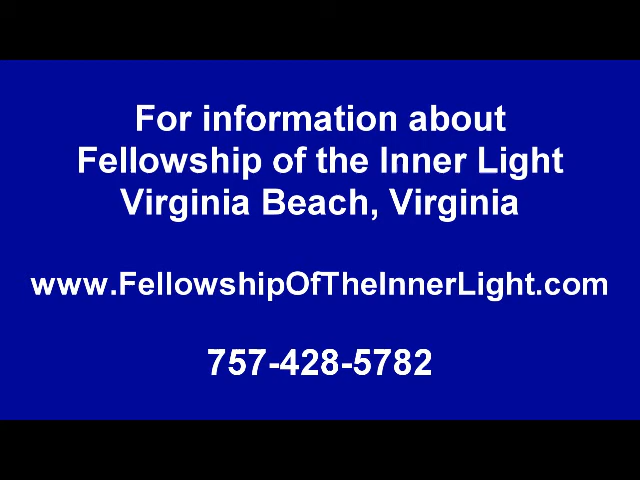 For information about
Fellowship of the Inner Light
Virginia Beach, Virginia
www.FellowshipOfTheInnerLight.com
757-428-5782